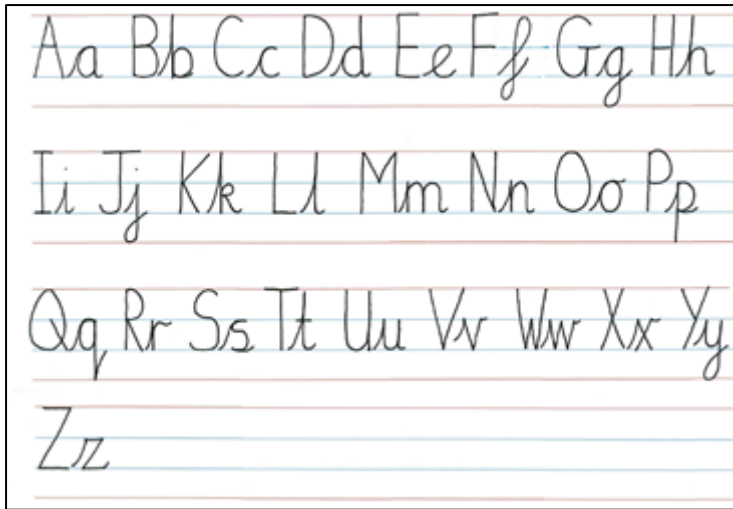 Aa Bb Cc Dd Ee Ff Gg Hh
Ii Jj Kk Ll Mm Nn Oo Pp
Qq Rr Ss Tt Uu Vv Ww Xx Yy
Zz